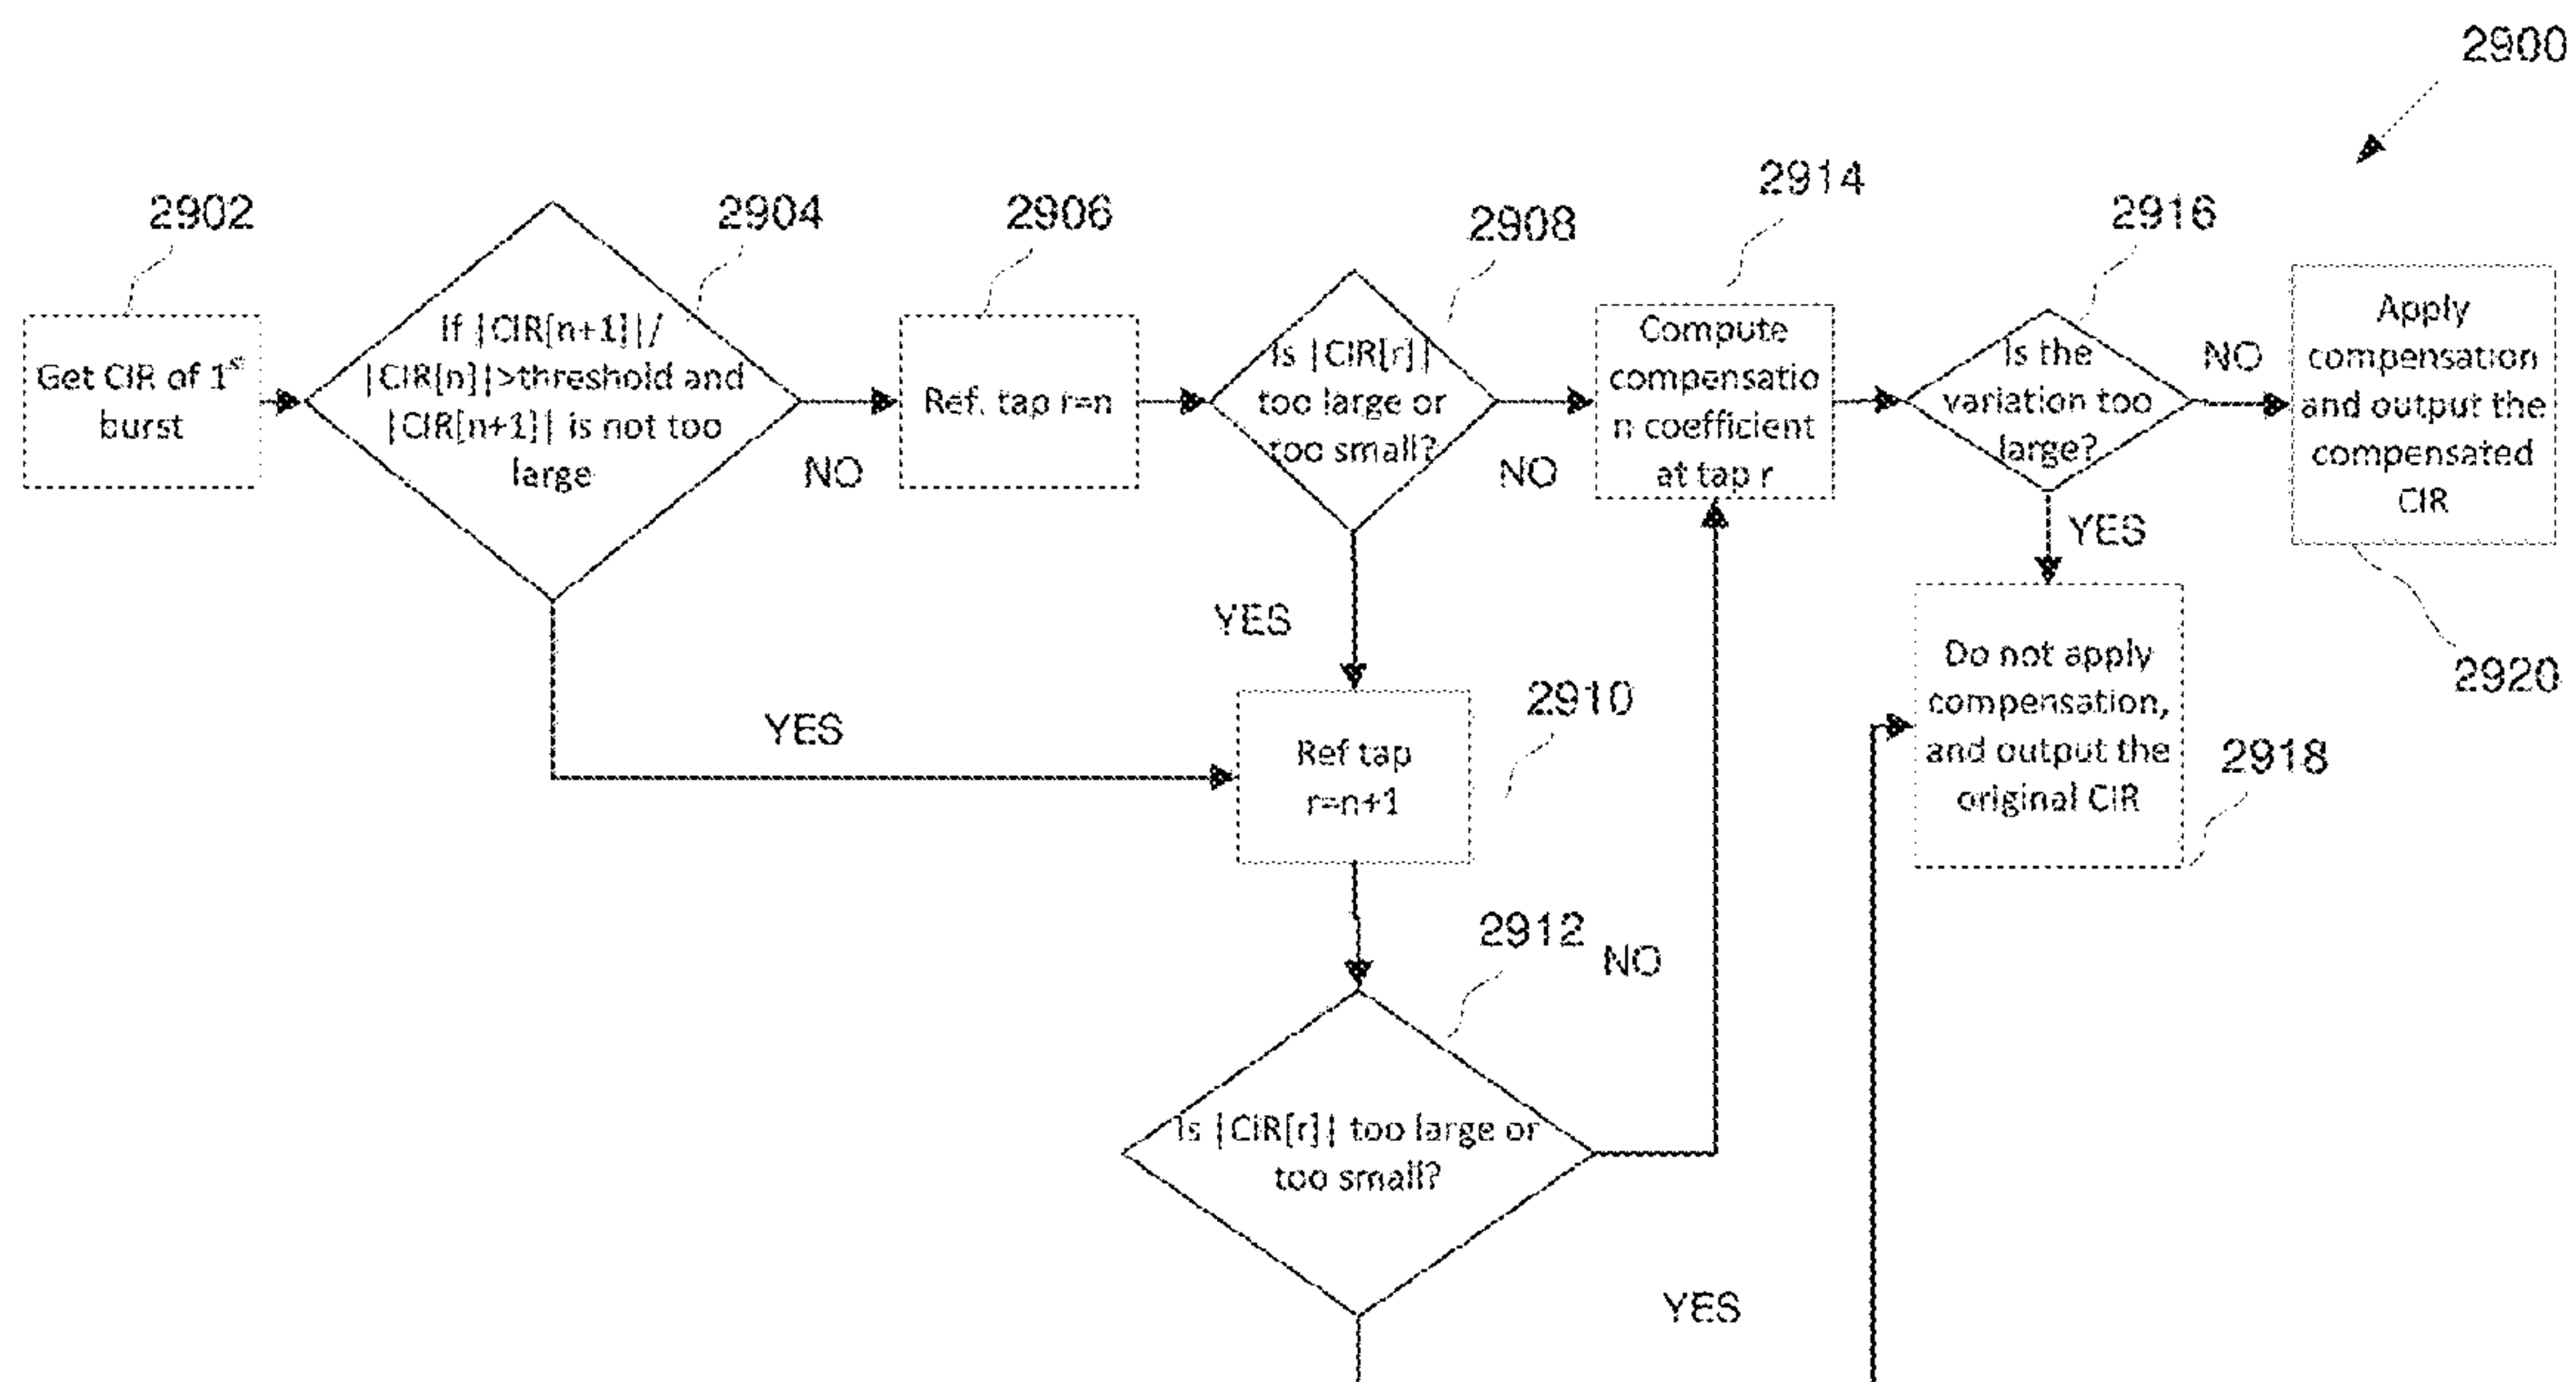 2900
2902
2904
2906
2908
2914
2916
Get CIR of 1st
burst
If |CIR[n+1]|/
|CIR[n]|>threshold and
|CIR[n+1]| is not too
large
NO
Ref. tap r=n
Is |CIR[r]|
too large or
too small?
NO
Compute
compensatio
n coefficient
at tap r
Is the
variation too
large?
NO
Apply
compensation
and output the
compensated
CIR
YES
YES
YES
2910
Ref tap
r=n+1
Do not apply
compensation,
and output the
original CIR
2920
2918
2912
NO
Is |CIR[r]| too large or
too small?
YES